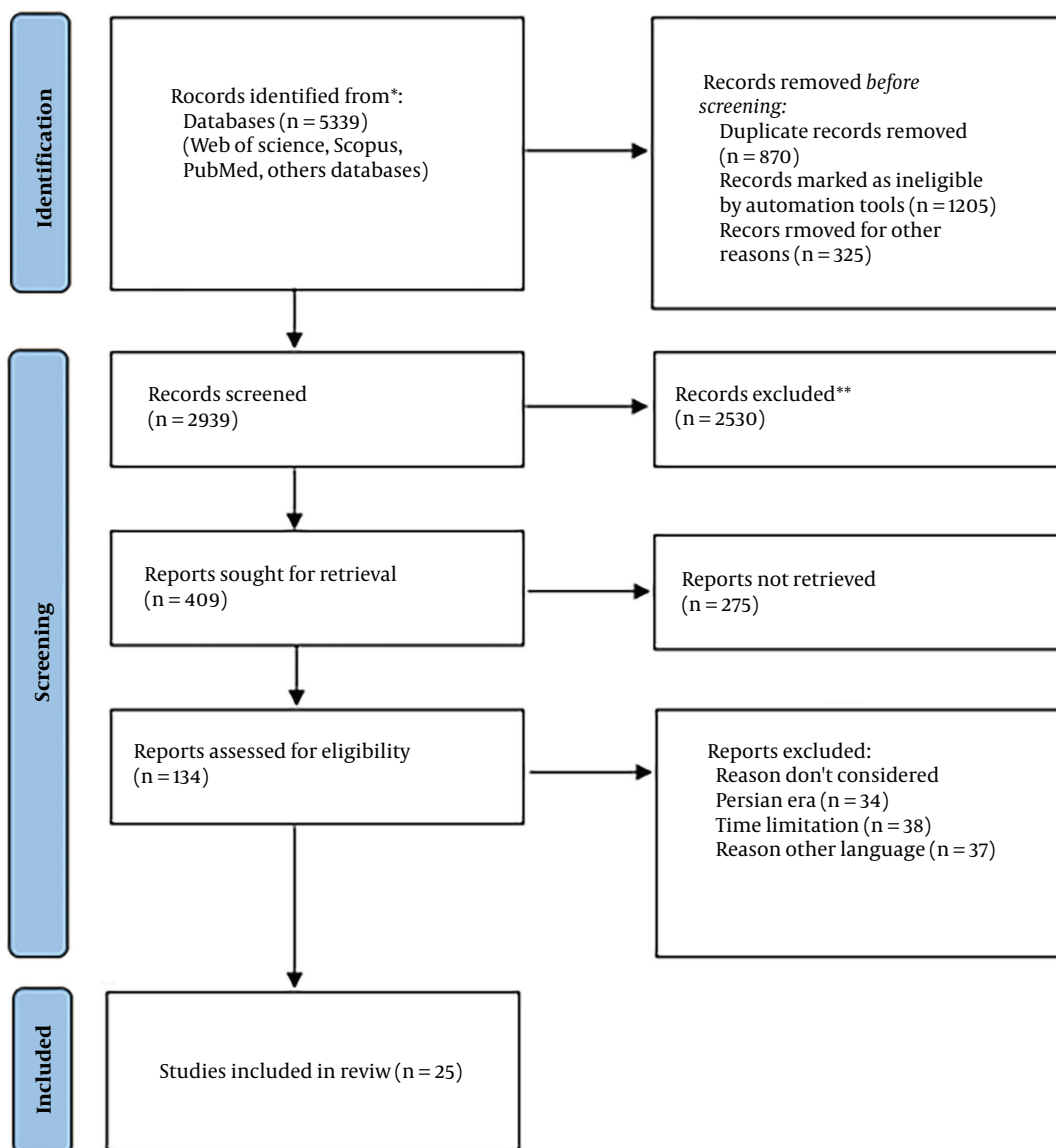 Identification
Rocords identified from*:
Databases (n = 5339)
(Web of science, Scopus,
PubMed, others databases)
Records removed before
screening:
Duplicate records removed
(n = 870)
Records marked as ineligible
by automation tools (n = 1205)
Recors rmoved for other
reasons (n = 325)
Screening
Records screened
(n = 2939)
Records excluded**
(n = 2530)
Reports sought for retrieval
(n = 409)
Reports not retrieved
(n = 275)
Reports assessed for eligibility
(n = 134)
Reports excluded:
Reason don't considered
Persian era (n = 34)
Time limitation (n = 38)
Reason other language (n = 37)
Included
Studies included in reviw (n = 25)